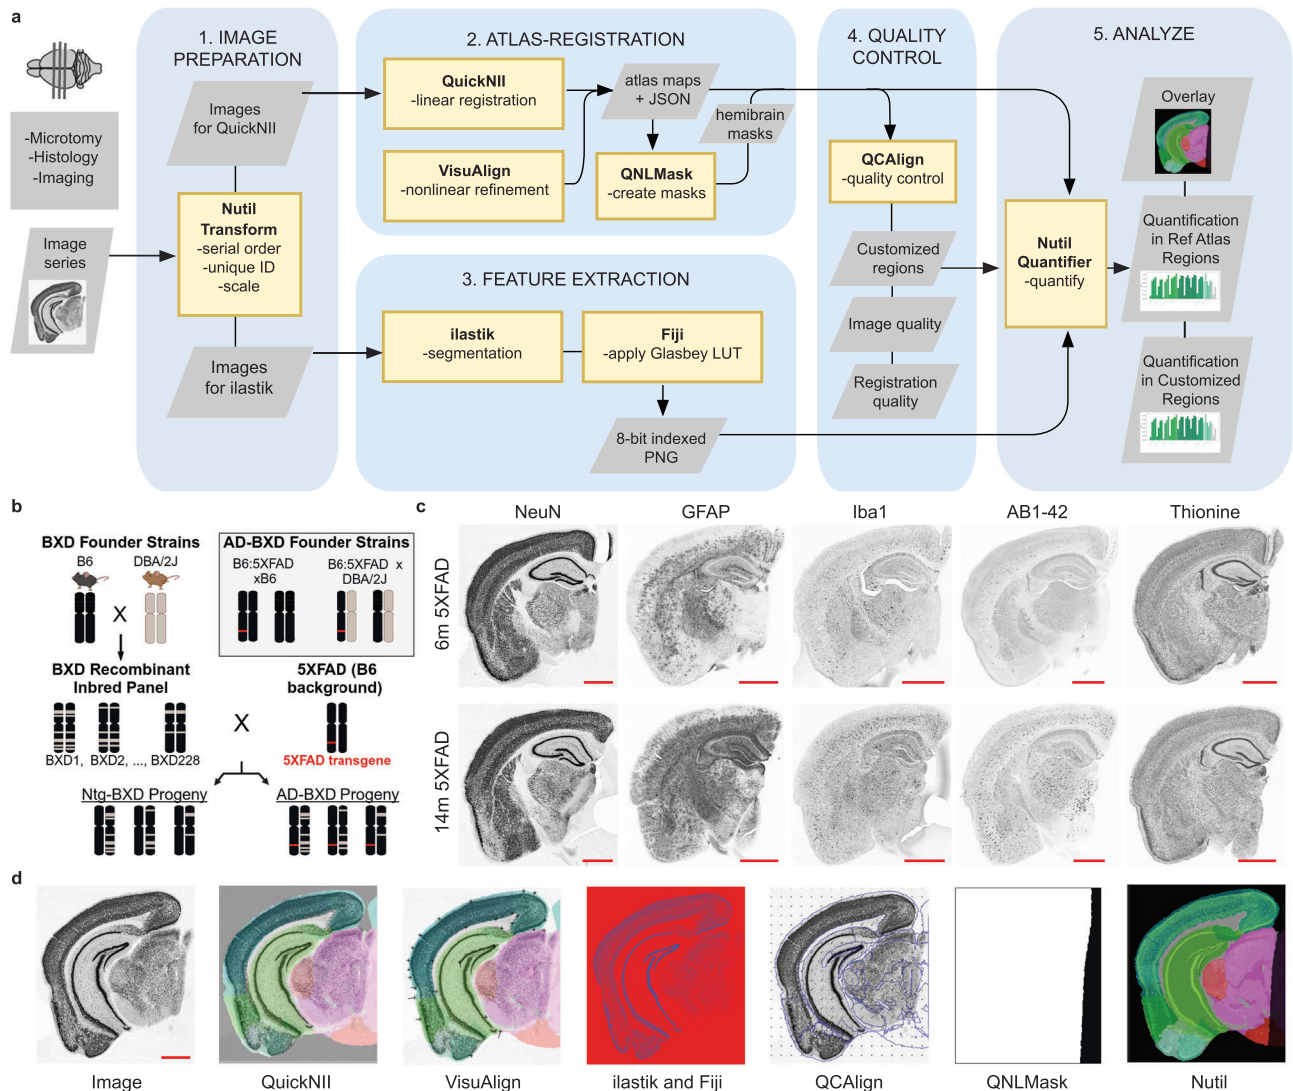 a
1. IMAGE
PREPARATION
2. ATLAS-REGISTRATION
4. QUALITY
CONTROL
5. ANALYZE
-Microtomy
-Histology
-Imaging
Image
series
Images
for QuickNII
Nutil
Transform
-serial order
-unique ID
-scale
Images
for ilastik
QuickNII
-linear registration
VisuAlign
-nonlinear refinement
atlas maps
+ JSON
QNLMask
-create masks
hemibrain
masks
3. FEATURE EXTRACTION
ilastik
-segmentation
Fiji
-apply Glasbey LUT
8-bit indexed
PNG
QCAlign
-quality control
Customized
regions
Image quality
Registration
quality
Nutil
Quantifier
-quantify
Overlay
Quantification
in Ref Atlas
Regions
Quantification
in Customized
Regions
b
BXD Founder Strains
B6
DBA/2J
X
AD-BXD Founder Strains
B6:5XFAD
xB6
B6:5XFAD x
DBA/2J
BXD Recombinant
Inbred Panel
BXD1, BXD2, ..., BXD228
X
5XFAD (B6
background)
5XFAD transgene
Ntg-BXD Progeny
AD-BXD Progeny
c
NeuN
GFAP
Iba1
AB1-42
Thionine
6m 5XFAD
14m 5XFAD
d
Image
QuickNII
VisuAlign
ilastik and Fiji
QCAlign
QNLMask
Nutil